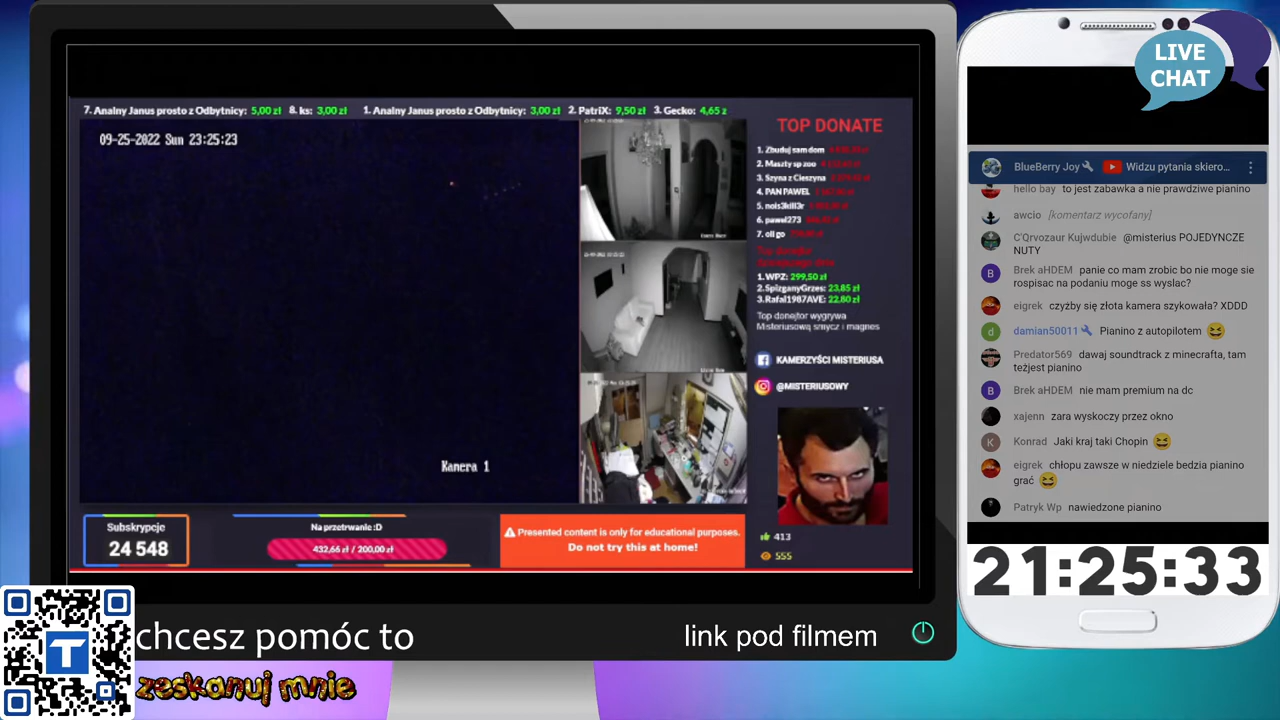 7. Analny Janus prosto z Odbytnicy: 5,00 zł 8. ks: 3,00 zł 1. Analny Janus prosto z Odbytnicy: 3,00 zł 2. PatriX: 9,50 zł 3. Gecko: 4,65 z
09-25-2022 Sun 23:25:23
Kamera 1
TOP DONATE
1. Zbuduj sam dom
2. Maszty sp zoo
3. Szyna z Cieszyna
4. PAN PAWEL
5. nois3kill3r
6. pawel273
7. oli go
1.WPZ: 299,50 zł
2.SpizganyGrzes: 23,85 zł
3.Rafal1987AVE: 22,80 zł
Top donejtor wygrywa
Misteriusową smycz i magnes
KAMERZYŚCI MISTERIUSA
@MISTERIUSOWY
413
555
Subskrypcje
24 548
Na przetrwanie :D
432,66 zł / 200,00 zł
Presented content is only for educational purposes.
Do not try this at home!
chcesz pomóc to
link pod filmem
T
zeskanuj mnie
LIVE
CHAT
BlueBerry Joy Widzu pytania skiero...
hello bay to jest zabawka a nie prawdziwe pianino
awcio [komentarz wycofany]
C'Qrvozaur Kujwdubie @misterius POJEDYNCZE
NUTY
Brek aHDEM panie co mam zrobic bo nie moge sie
rospisac na podaniu moge ss wyslac?
eigrek czyżby się złota kamera szykowała? XDDD
damian50011 Pianino z autopilotem
Predator569 dawaj soundtrack z minecrafta, tam
teżjest pianino
Brek aHDEM nie mam premium na dc
xajenn zara wyskoczy przez okno
Konrad Jaki kraj taki Chopin
eigrek chłopu zawsze w niedziele bedzia pianino
grać
Patryk Wp nawiedzone pianino
21:25:33